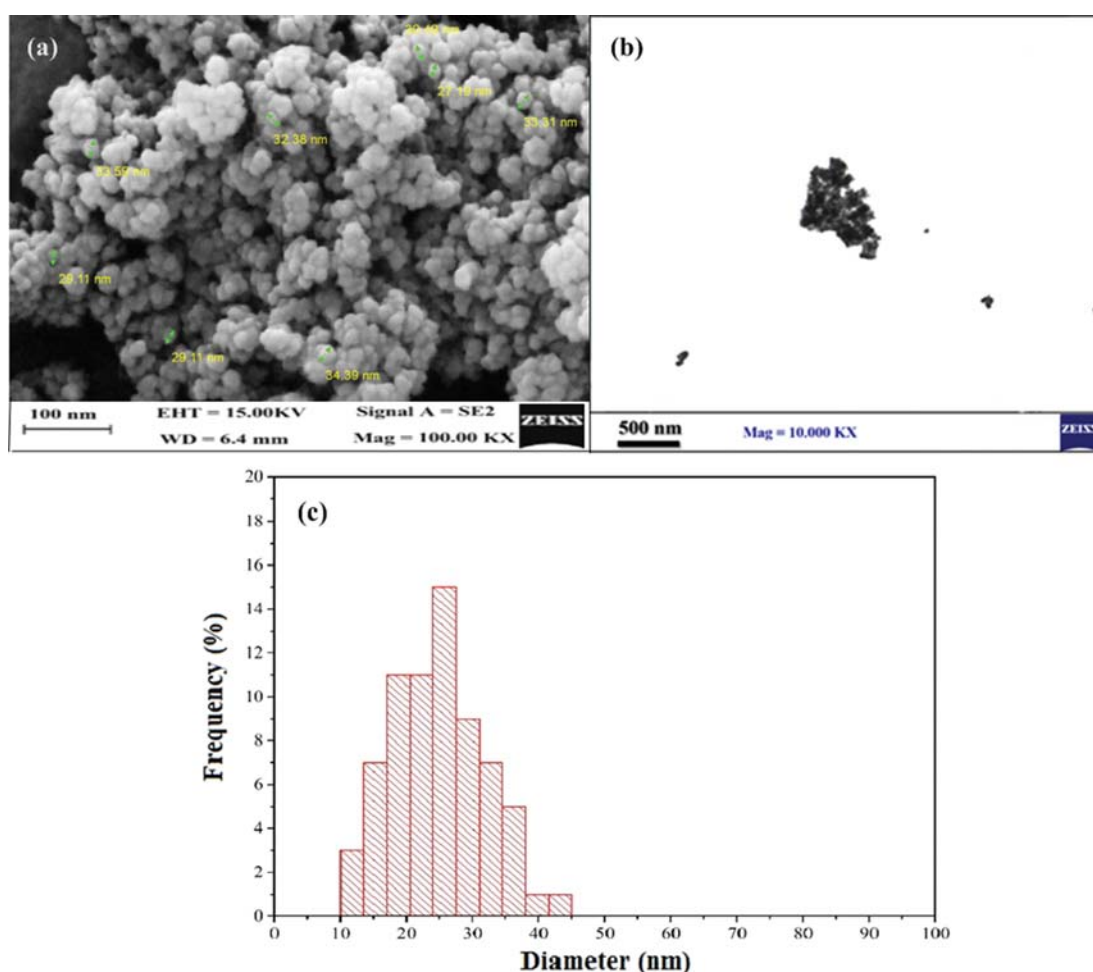 (a)
27.19 nm
33.31 nm
32.38 nm
33.59 nm
29.11 nm
29.11 nm
34.39 nm
100 nm
EHT = 15.00KV
Signal A = SE2
WD = 6.4 mm
Mag = 100.00 KX
ZEISS
(b)
500 nm
Mag = 10.000 KX
ZEISS
(c)
20
18
16
14
12
10
8
6
4
2
0
Frequency (%)
0 10 20 30 40 50 60 70 80 90 100
Diameter (nm)